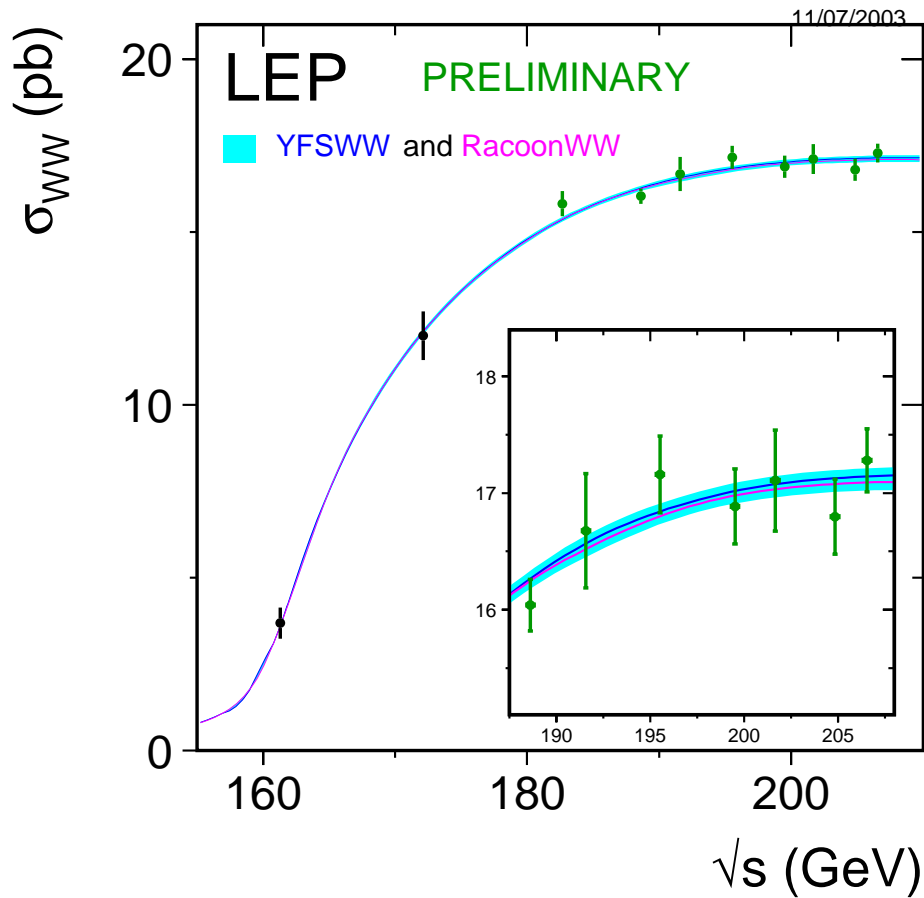 11/07/2003
LEP PRELIMINARY
YFSWW and RacoonWW
σWW (pb)
20
10
0
160 180 200
√s (GeV)
18
17
16
190 195 200 205